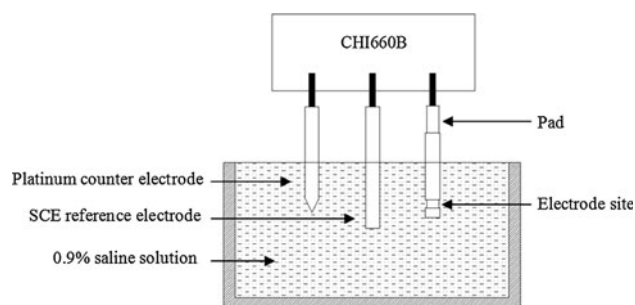 CHI660B
Pad
Platinum counter electrode
SCE reference electrode
Electrode site
0.9% saline solution